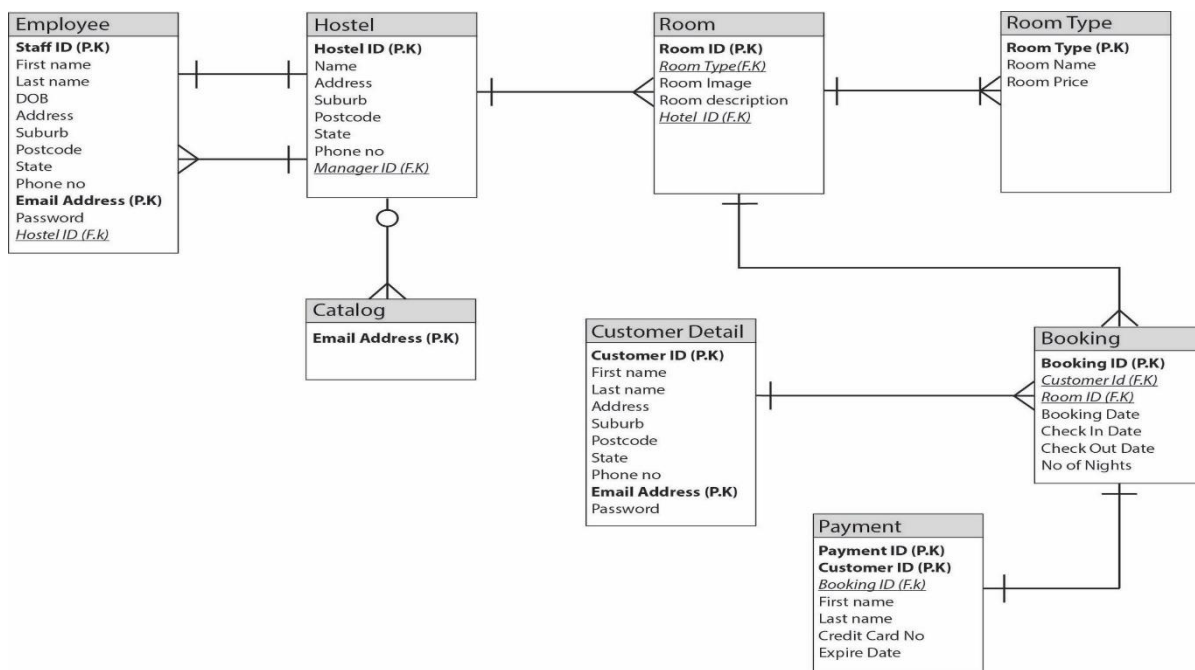 Employee
Staff ID (P.K)
First name
Last name
DOB
Address
Suburb
Postcode
State
Phone no
Email Address (P.K)
Password
Hostel ID (F.k)
Hostel
Hostel ID (P.K)
Name
Address
Suburb
Postcode
State
Phone no
Manager ID (F.K)
Room
Room ID (P.K)
Room Type(F.K)
Room Image
Room description
Hotel ID (F.K)
Room Type
Room Type (P.K)
Room Name
Room Price
Catalog
Email Address (P.K)
Customer Detail
Customer ID (P.K)
First name
Last name
Address
Suburb
Postcode
State
Phone no
Email Address (P.K)
Password
Booking
Booking ID (P.K)
Customer Id (F.K)
Room ID (F.K)
Booking Date
Check In Date
Check Out Date
No of Nights
Payment
Payment ID (P.K)
Customer ID (P.K)
Booking ID (F.k)
First name
Last name
Credit Card No
Expire Date